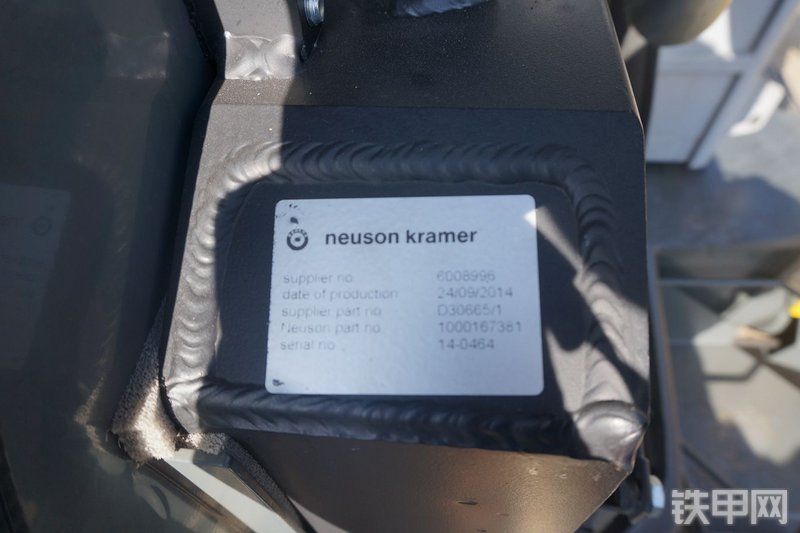 neuson kramer
supplier no 6008996
date of production 24/09/2014
supplier part no D30665/1
Neuson part no 1000167381
serial no 14-0464
铁甲网